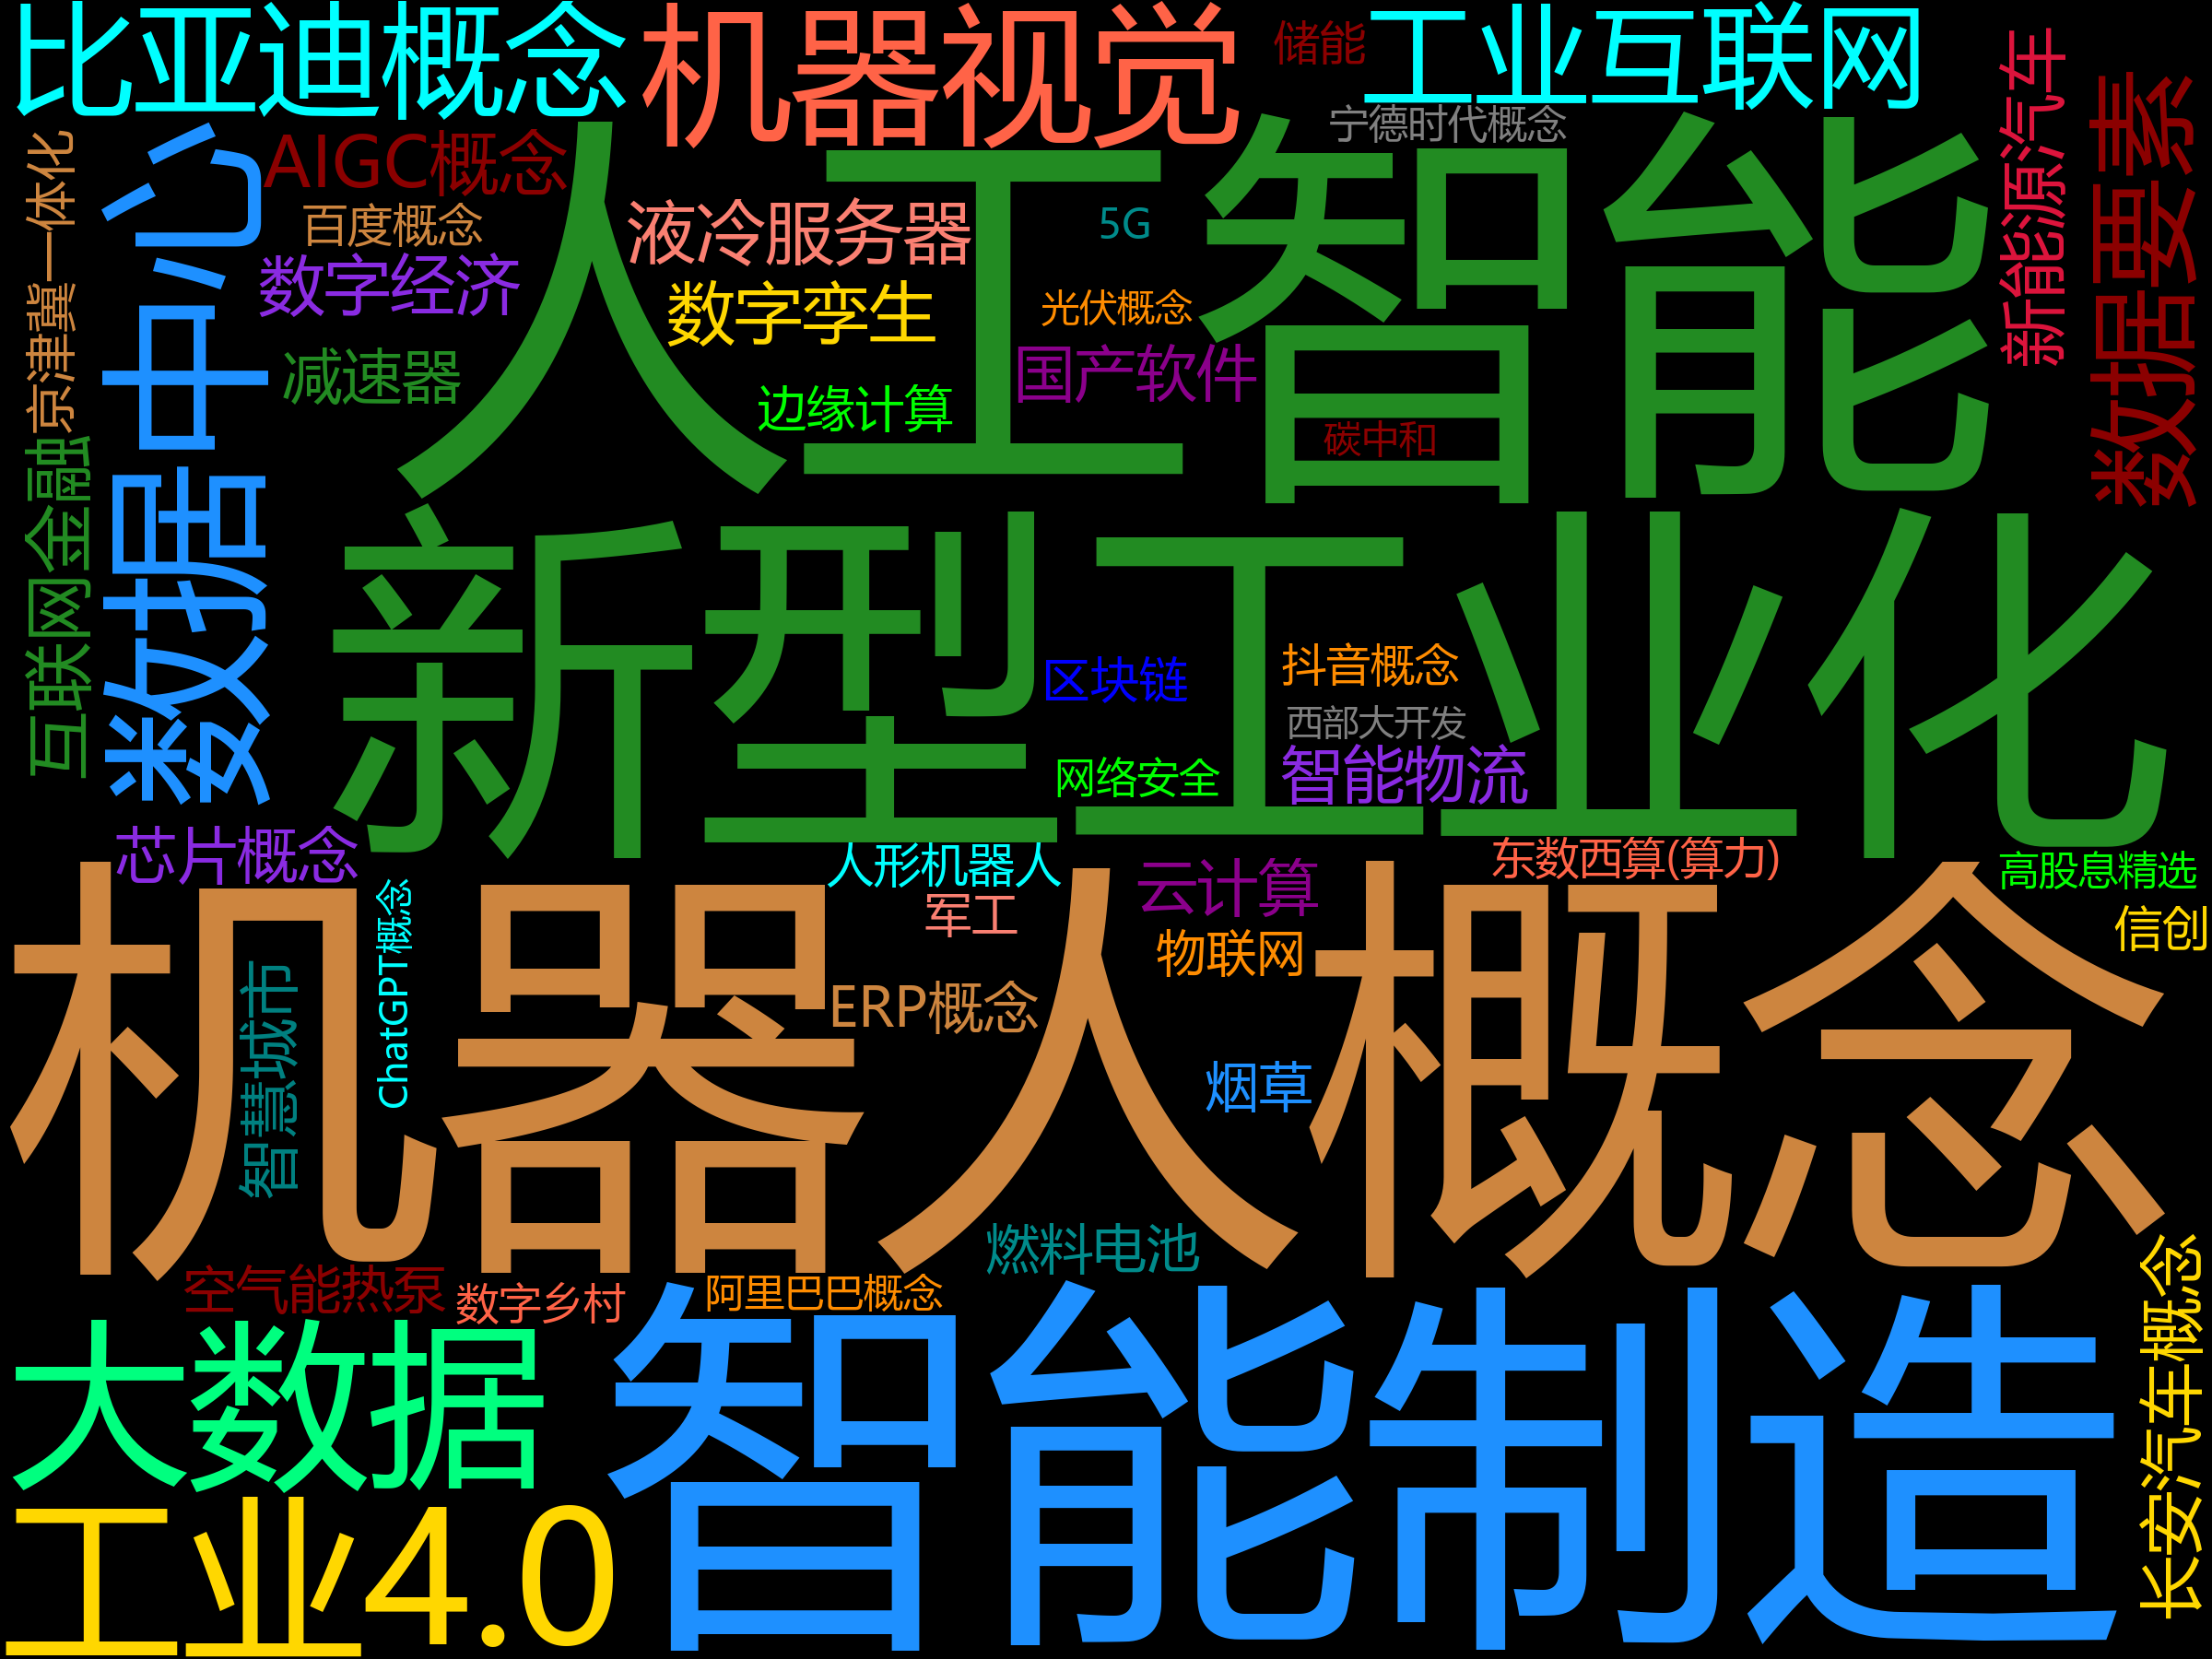 比亚迪概念
机器视觉
储能
工业互联网
宁德时代概念
新能源汽车
数据要素
京津冀一体化
数据中心
AIGC概念
百度概念
数字经济
减速器
人工智能
液冷服务器
5G
数字孪生
光伏概念
国产软件
边缘计算
碳中和
互联网金融
新型工业化
区块链
抖音概念
西部大开发
网络安全
智能物流
芯片概念
人形机器人
云计算
东数西算(算力)
高股息精选
军工
物联网
信创
ChatGPT概念
智慧城市
机器人概念
ERP概念
烟草
燃料电池
空气能热泵
数字乡村
阿里巴巴概念
大数据
智能制造
长安汽车概念
工业4.0